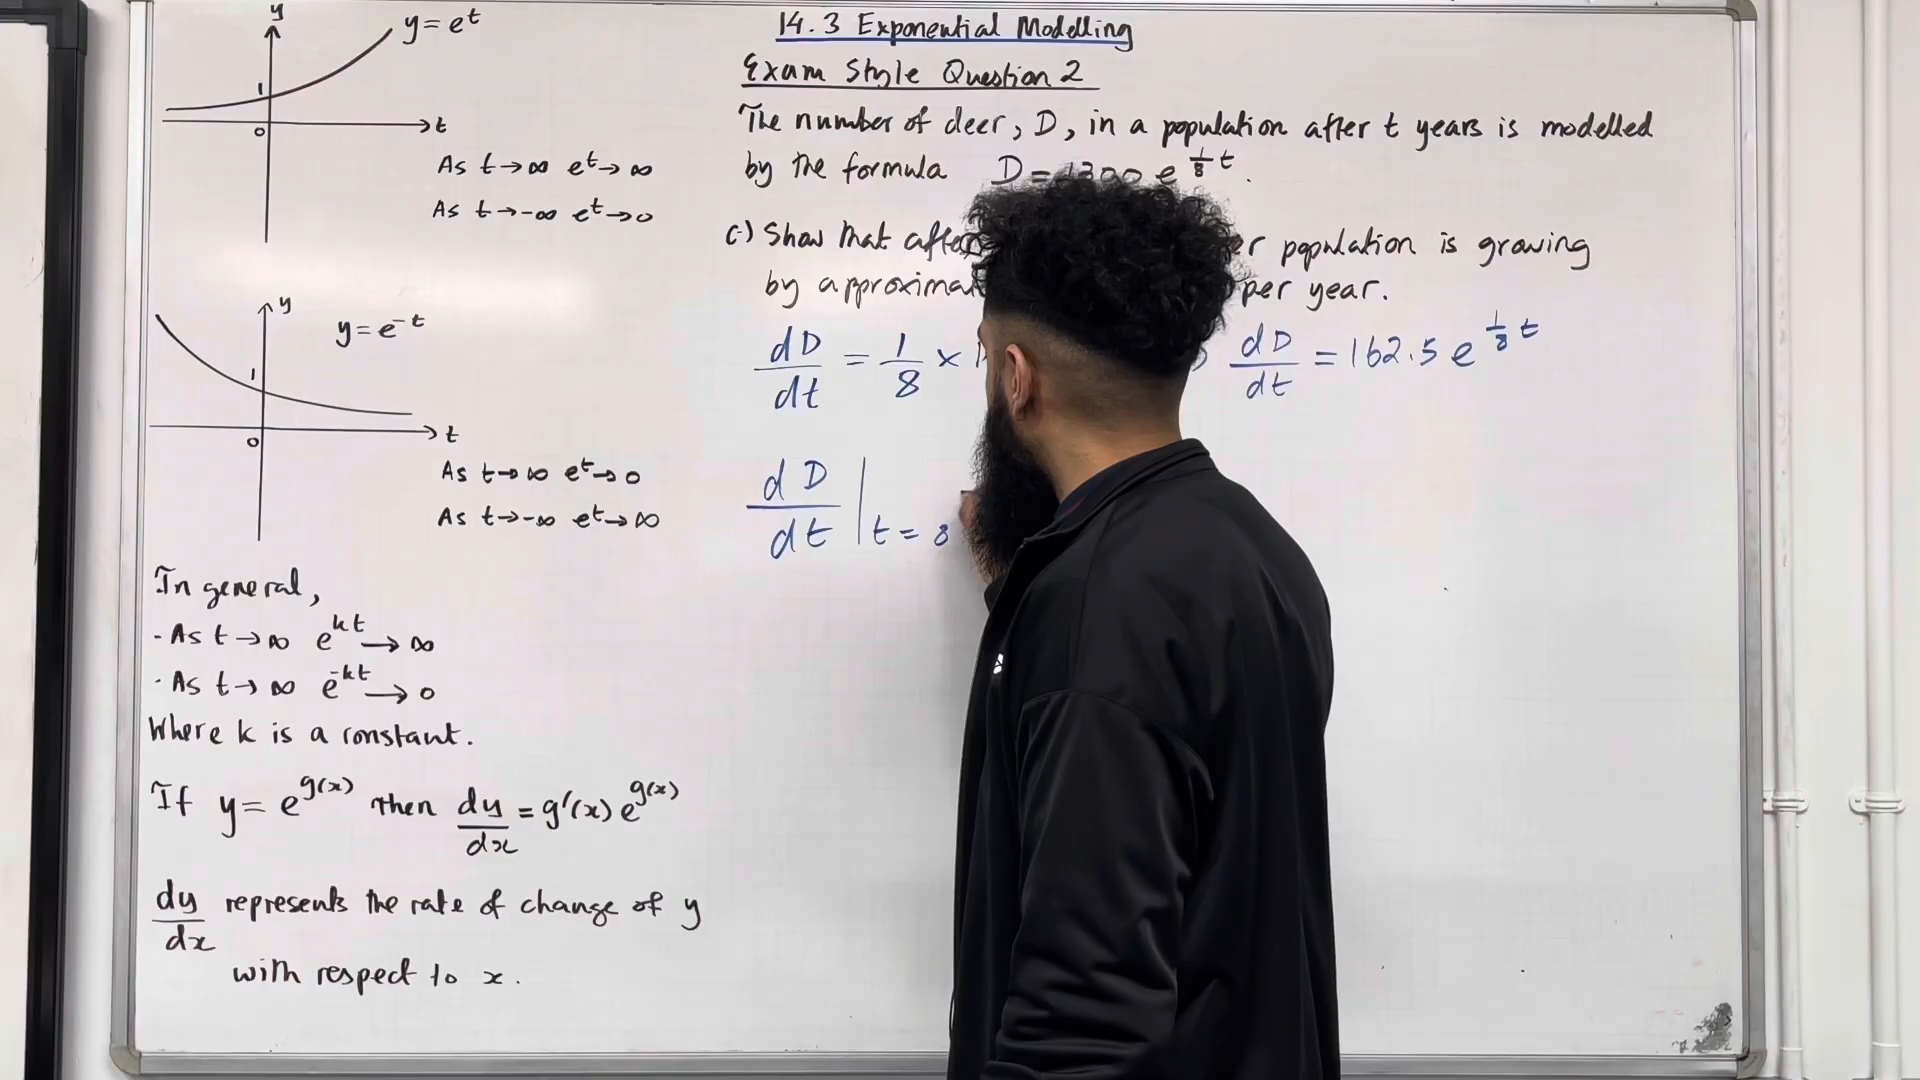 y
y = e^t
1
0
t
As t → ∞ e^t → ∞
As t → -∞ e^t → 0
y
y = e^-t
1
0
t
As t → ∞ e^t → 0
As t → -∞ e^t → ∞
In general,
- As t → ∞ e^kt → ∞
- As t → ∞ e^-kt → 0
Where k is a constant.
If y = e^g(x) then dy/dx = g'(x) e^g(x)
dy/dx represents the rate of change of y
with respect to x.
14.3 Exponential Modelling
Exam Style Question 2
The number of deer, D, in a population after t years is modelled
by the formula D = 1300 e^1/8 t.
c.) Show that after population is growing
by per year.
dD/dt = 1/8 × dD/dt = 162.5 e^1/8 t
dD/dt | t = 8